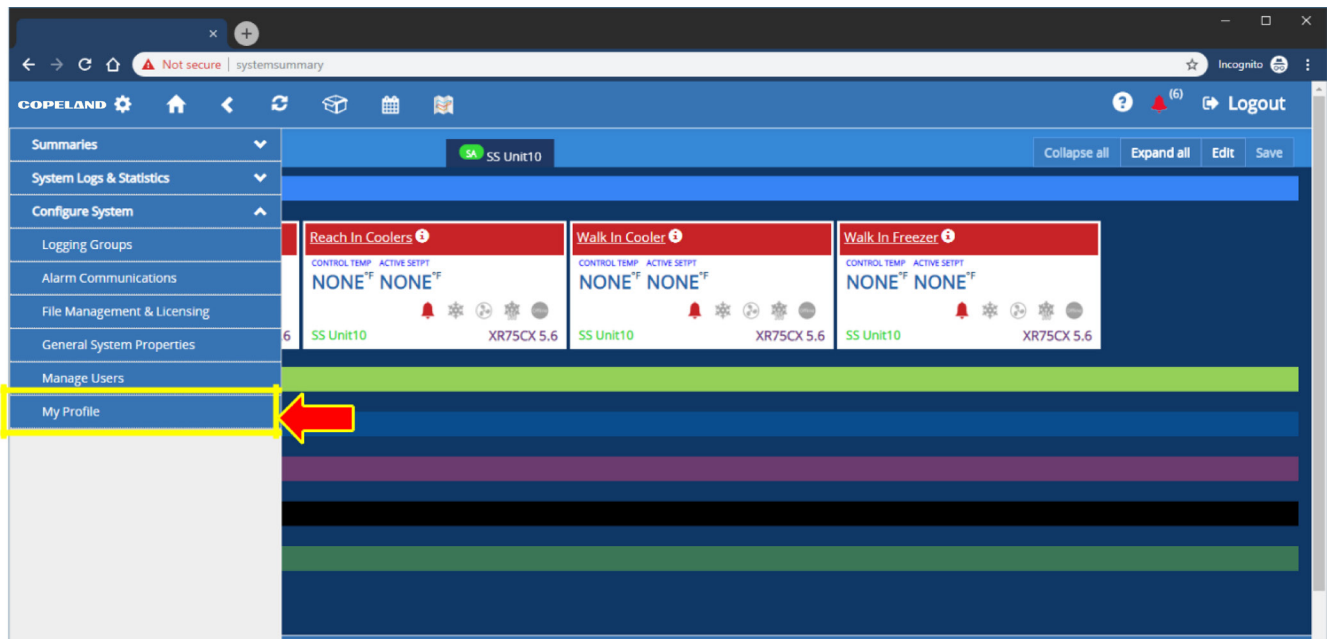 Not secure | systemsummary
Incognito
COPELAND
(6)
Logout
Summaries
System Logs & Statistics
Configure System
Logging Groups
Alarm Communications
File Management & Licensing
General System Properties
Manage Users
My Profile
SA SS Unit10
Collapse all Expand all Edit Save
6
Reach In Coolers
CONTROL TEMP ACTIVE SETPT
NONE°F NONE°F
SS Unit10 XR75CX 5.6
Walk In Cooler
CONTROL TEMP ACTIVE SETPT
NONE°F NONE°F
SS Unit10 XR75CX 5.6
Walk In Freezer
CONTROL TEMP ACTIVE SETPT
NONE°F NONE°F
SS Unit10 XR75CX 5.6